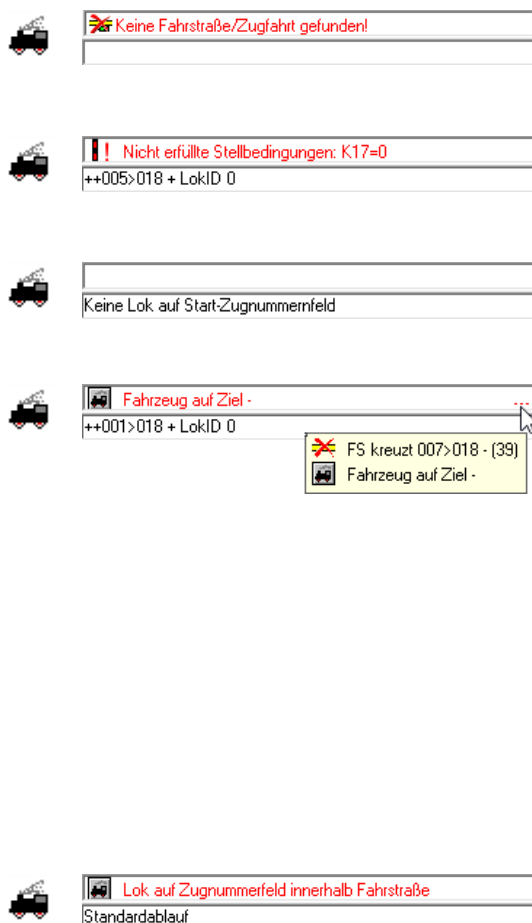 Keine Fahrstraße/Zugfahrt gefunden!
! Nicht erfüllte Stellbedingungen: K17=0
++005>018 + LokID 0
Keine Lok auf Start-Zugnummernfeld
Fahrzeug auf Ziel - ...
++001>018 + LokID 0
FS kreuzt 007>018 - (39)
Fahrzeug auf Ziel -
Lok auf Zugnummerfeld innerhalb Fahrstraße
Standardablauf